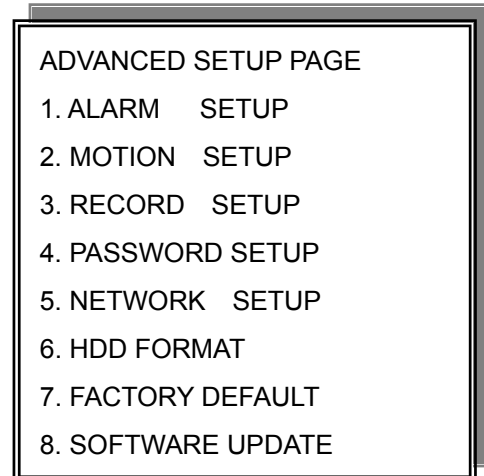 ADVANCED SETUP PAGE
1. ALARM SETUP
2. MOTION SETUP
3. RECORD SETUP
4. PASSWORD SETUP
5. NETWORK SETUP
6. HDD FORMAT
7. FACTORY DEFAULT
8. SOFTWARE UPDATE